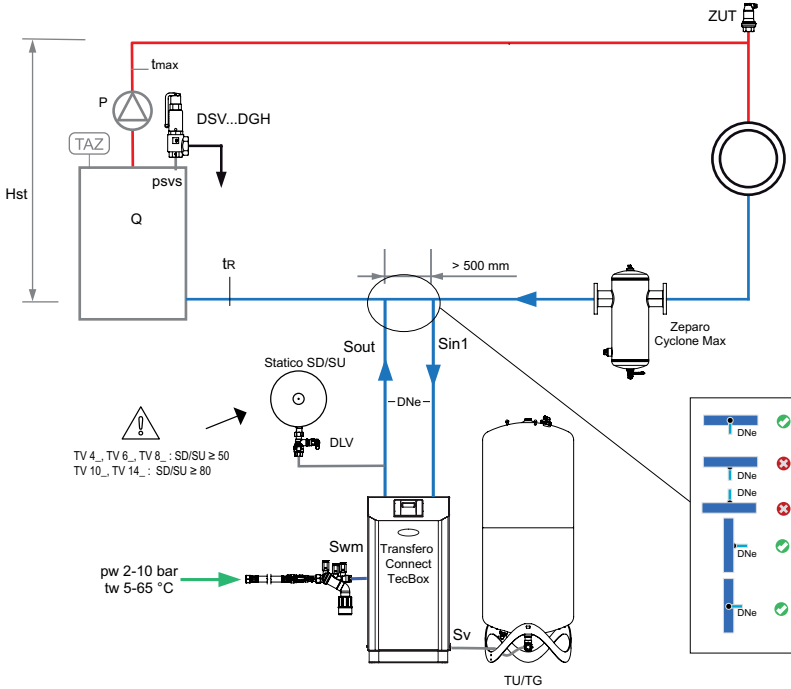 ZUT
tmax
P
DSV...DGH
TAZ
psvs
Hst
Q
tR
> 500 mm
Zeparo
Cyclone Max
Sout
Sin1
Statico SD/SU
DNe
DLV
TV 4_, TV 6_, TV 8_ : SD/SU ≥ 50
TV 10_, TV 14_ : SD/SU ≥ 80
DNe
DNe
DNe
DNe
DNe
Swm
Transfero
Connect
TecBox
pw 2-10 bar
tw 5-65 °C
Sv
TU/TG